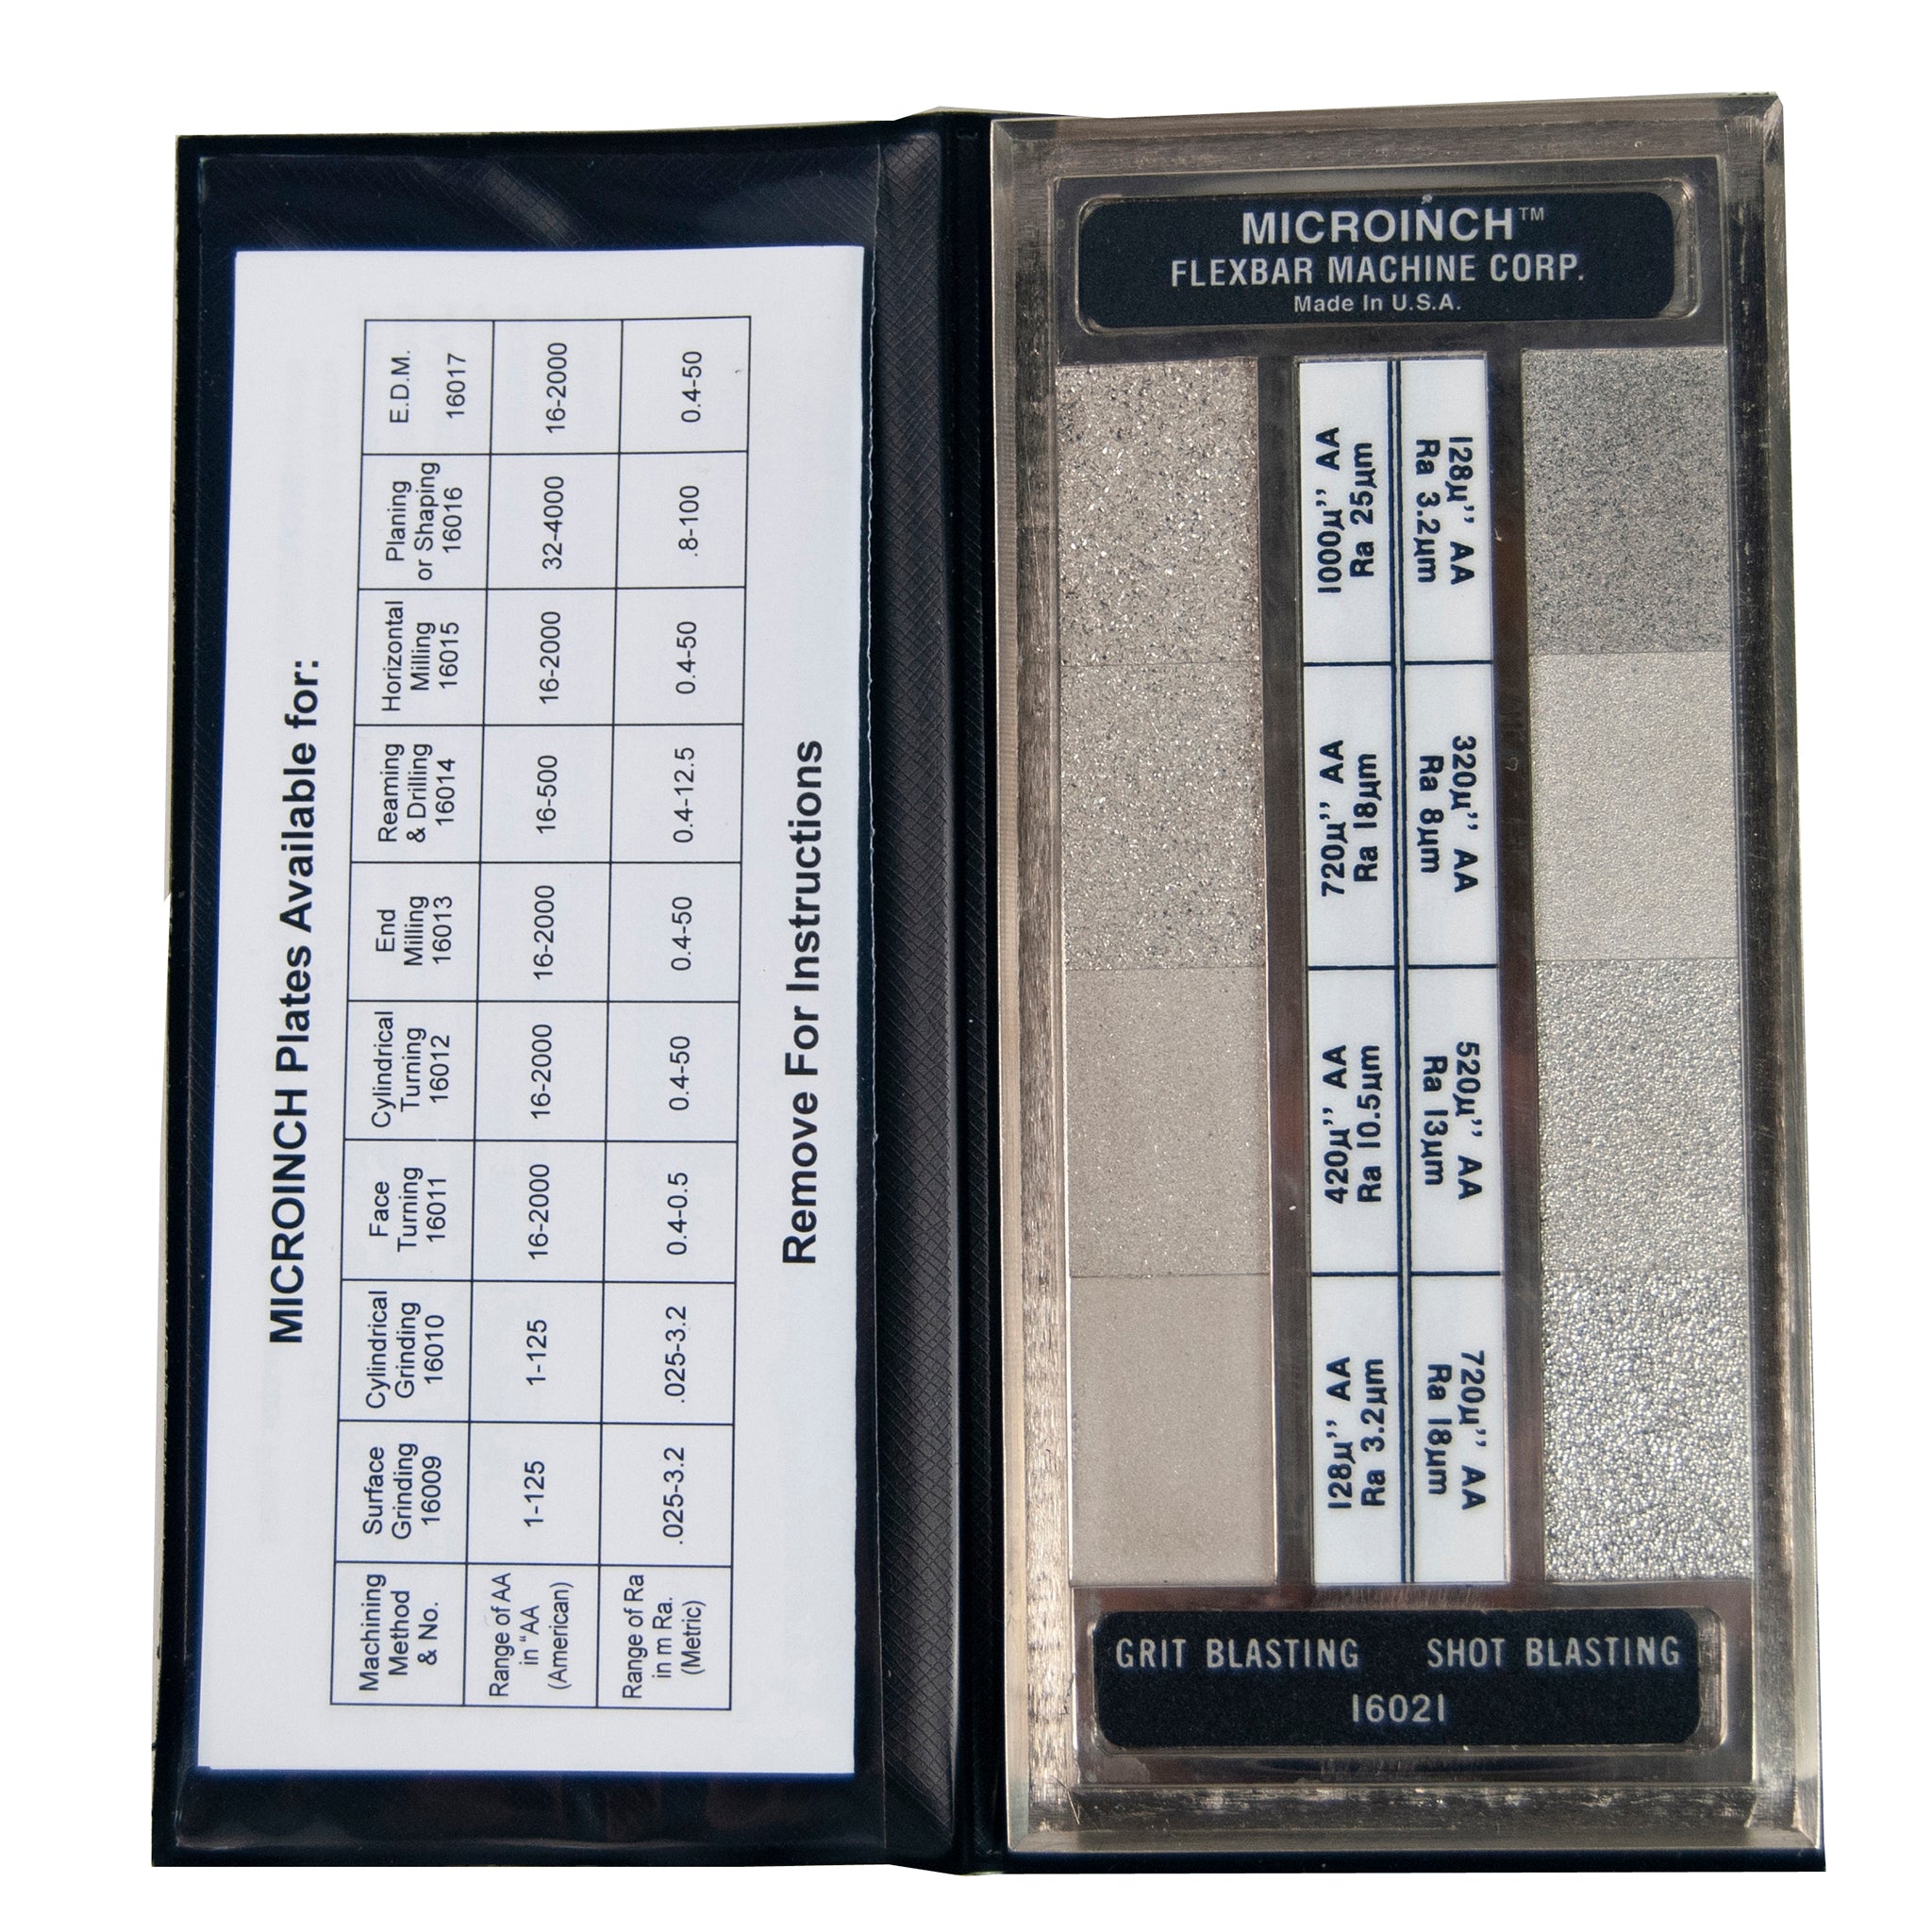 MICROINCH Plates Available for:
Machining Method & No.
Surface Grinding 16009
Cylindrical Grinding 16010
Face Turning 16011
Cylindrical Turning 16012
End Milling 16013
Reaming & Drilling 16014
Horizontal Milling 16015
Planing or Shaping 16016
E.D.M. 16017
Range of AA in “AA (American)
1-125
1-125
16-2000
16-2000
16-2000
16-500
16-2000
32-4000
16-2000
Range of Ra in m Ra. (Metric)
.025-3.2
.025-3.2
0.4-0.5
0.4-50
0.4-50
0.4-12.5
0.4-50
.8-100
0.4-50
Remove For Instructions
MICROINCH™
FLEXBAR MACHINE CORP.
Made In U.S.A.
1000µ’’ AA
Ra 25µm
720µ’’ AA
Ra 18µm
420µ’’ AA
Ra 10.5µm
128µ’’ AA
Ra 3.2µm
128µ’’ AA
Ra 3.2µm
320µ’’ AA
Ra 8µm
520µ’’ AA
Ra 13µm
720µ’’ AA
Ra 18µm
GRIT BLASTING SHOT BLASTING
16021